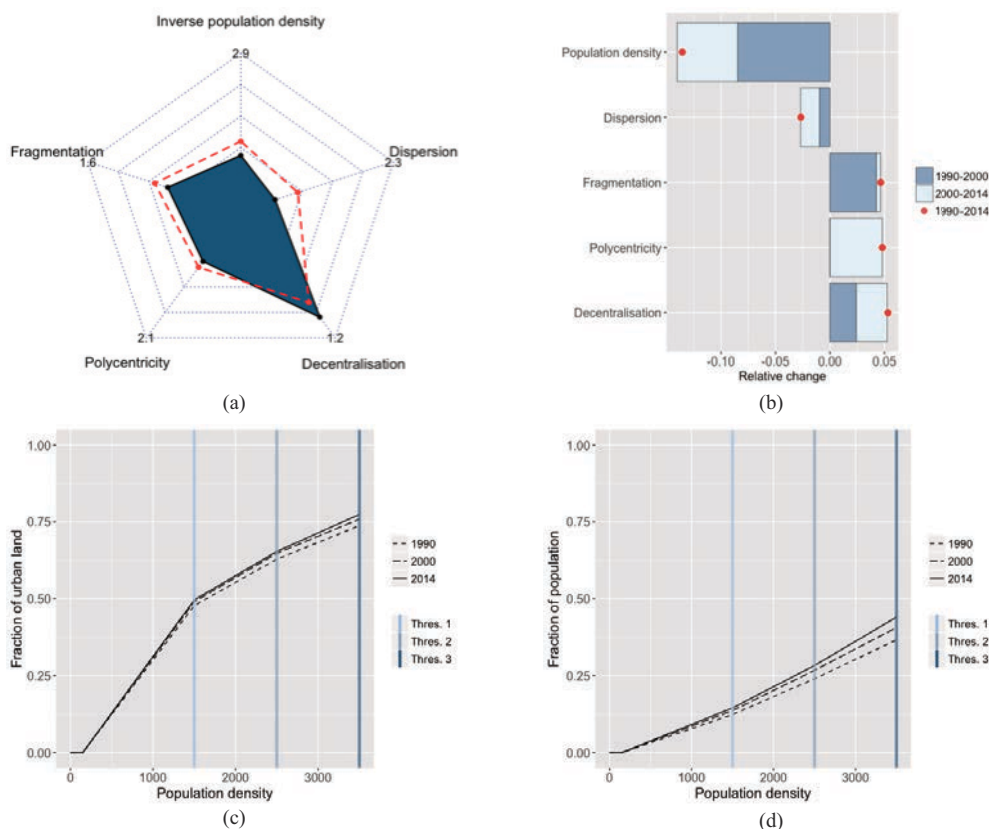 Inverse population density
2.9
Fragmentation
1.6
Dispersion
2.3
2.1
Polycentricity
1.2
Decentralisation
(a)
Population density
Dispersion
Fragmentation
Polycentricity
Decentralisation
-0.10 -0.05 0.00 0.05
Relative change
1990-2000
2000-2014
1990-2014
(b)
Fraction of urban land
1.00
0.75
0.50
0.25
0.00
0 1000 2000 3000
Population density
1990
2000
2014
Thres. 1
Thres. 2
Thres. 3
(c)
Fraction of population
1.00
0.75
0.50
0.25
0.00
0 1000 2000 3000
Population density
1990
2000
2014
Thres. 1
Thres. 2
Thres. 3
(d)